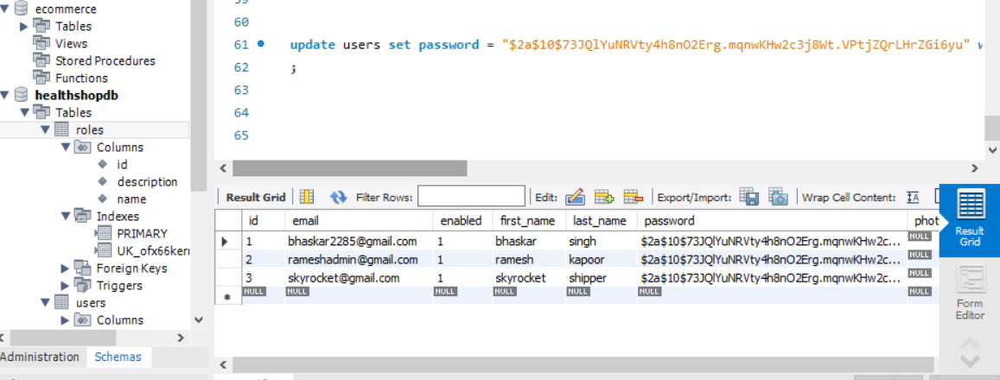 ecommerce
Tables
Views
Stored Procedures
Functions
healthshopdb
Tables
roles
Columns
id
description
name
Indexes
PRIMARY
Foreign Keys
Triggers
users
Columns
Administration Schemas
60
61 update users set password = "$2a$10$73JQlYuNRVty4h8nO2Erg.mqnwKHw2c3j8Wt.VPtjZQrLHrZGi6yu" w
62 ;
63
64
65
Result Grid Filter Rows: Edit: Export/Import: Wrap Cell Content:
id email enabled first_name last_name password phot
1 bhaskar2285@gmail.com 1 bhaskar singh $2a$10$73JQlYuNRVty4h8nO2Erg.mqnwKHw2c... NULL
2 rameshadmin@gmail.com 1 ramesh kapoor $2a$10$73JQlYuNRVty4h8nO2Erg.mqnwKHw2c... NULL
3 skyrocket@gmail.com 1 skyrocket shipper $2a$10$73JQlYuNRVty4h8nO2Erg.mqnwKHw2c... NULL
NULL NULL NULL NULL NULL NULL NULL
Result
Grid
Form
Editor